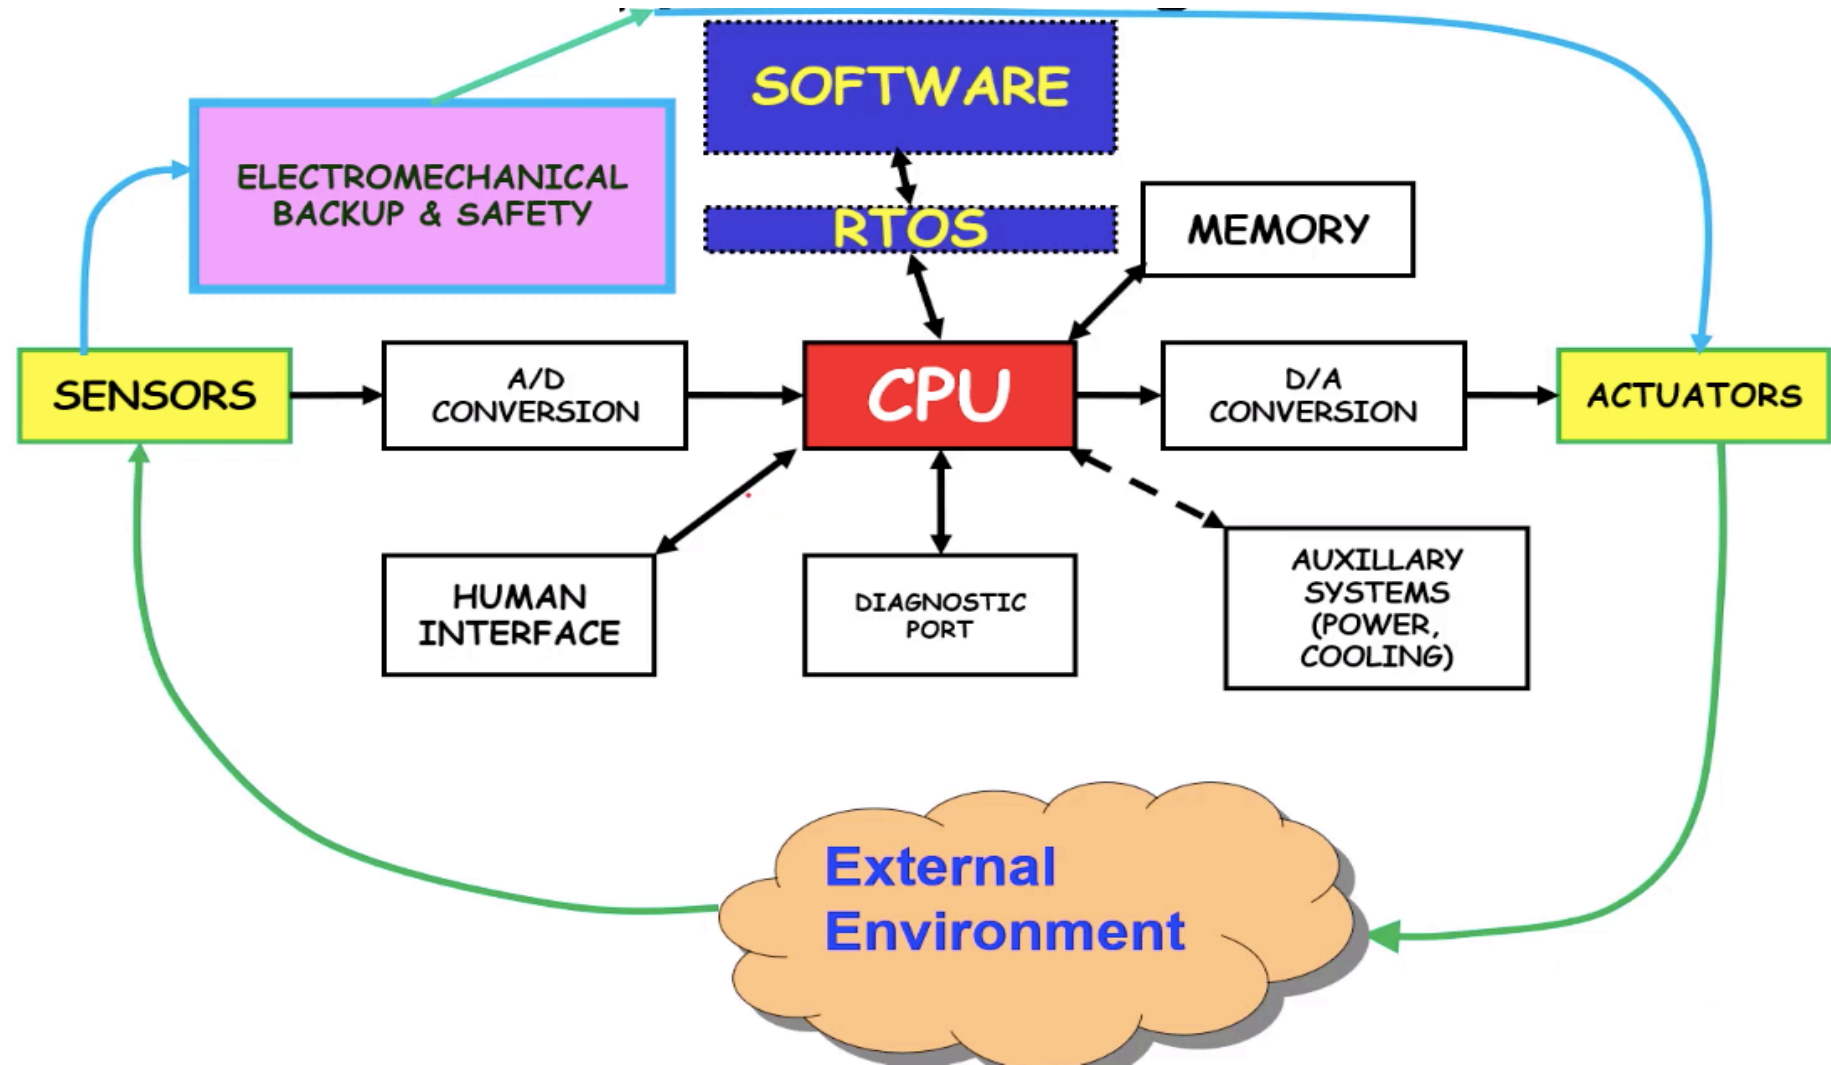 SOFTWARE
ELECTROMECHANICAL
BACKUP & SAFETY
RTOS
MEMORY
SENSORS
A/D
CONVERSION
CPU
D/A
CONVERSION
ACTUATORS
HUMAN
INTERFACE
DIAGNOSTIC
PORT
AUXILLARY
SYSTEMS
(POWER,
COOLING)
External
Environment